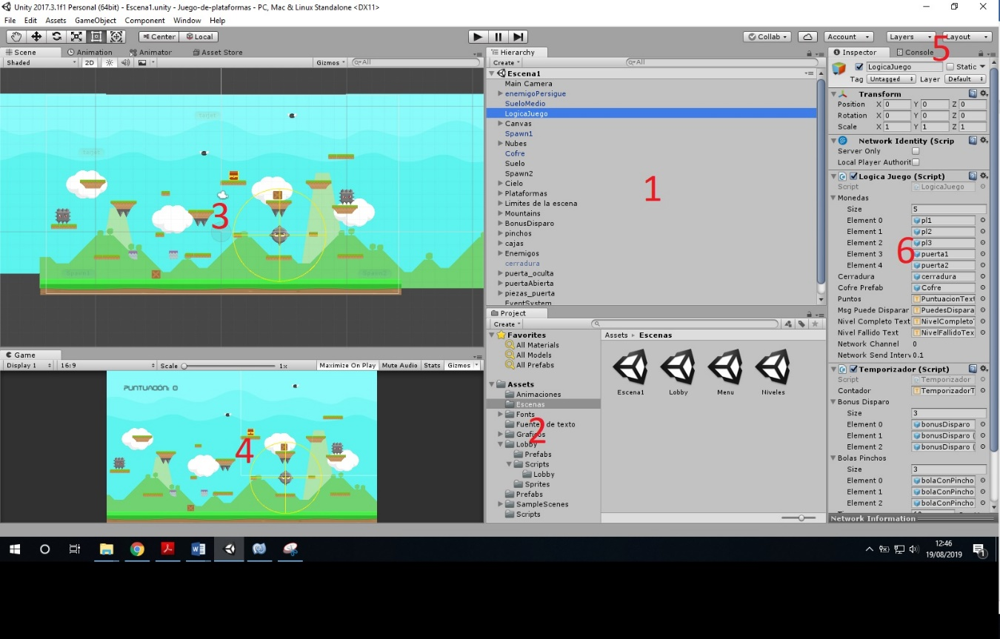 Unity 2017.3.1f1 Personal (64bit) - Escena1.unity - Juego-de-plataformas - PC, Mac & Linux Standalone <DX11>
File Edit Assets GameObject Component Window Help
Center Local
Collab Account Layers Layout
Scene Animation Animator Asset Store
Shaded 2D Gizmos All
3
Game
Display 1 16:9 Scale 1x Maximize On Play Mute Audio Stats Gizmos
PUNTUACIÓN: 0
4
Hierarchy
Create All
Escena1
Main Camera
enemigoPersigue
SueloMedio
LogicaJuego
Canvas
Spawn1
Nubes
Cofre
Suelo
Spawn2
Cielo
Plataformas
Limites de la escena
Mountains
BonusDisparo
pinchos
cajas
Enemigos
cerradura
puerta_oculta
puertaAbierta
piezas_puerta
EventSystem
1
Project
Create
Favorites
All Materials
All Models
All Prefabs
Assets
Animaciones
Escenas
Fonts
Fuentes de texto
Graficos
Lobby
Prefabs
Scripts
Lobby
Sprites
Prefabs
SampleScenes
Scripts
2
Assets Escenas
Escena1 Lobby Menu Niveles
Inspector Console
5
LogicaJuego Static
Tag Untagged Layer Default
Transform
Position X 0 Y 0 Z 0
Rotation X 0 Y 0 Z 0
Scale X 1 Y 1 Z 1
Network Identity (Scrip
Server Only
Local Player Authorit
Logica Juego (Script)
Script LogicaJuego
Monedas
Size 5
Element 0 pl1
Element 1 pl2
Element 2 pl3
Element 3 puerta1
Element 4 puerta2
6
Cerradura cerradura
Cofre Prefab Cofre
Puntos PuntuacionText
Msg Puede Disparar PuedesDispara
Nivel Completo Text NivelCompleto
Nivel Fallido Text NivelFallidoTex
Network Channel 0
Network Send Interv 0.1
Temporizador (Script)
Script Temporizador
Contador TemporizadorT
Bonus Disparo
Size 3
Element 0 bonusDisparo
Element 1 bonusDisparo (
Element 2 bonusDisparo (
Bolas Pinchos
Size 3
Element 0 bolaConPincho
Element 1 bolaConPincho
Element 2 bolaConPincho
Network Information
12:46
19/08/2019
1